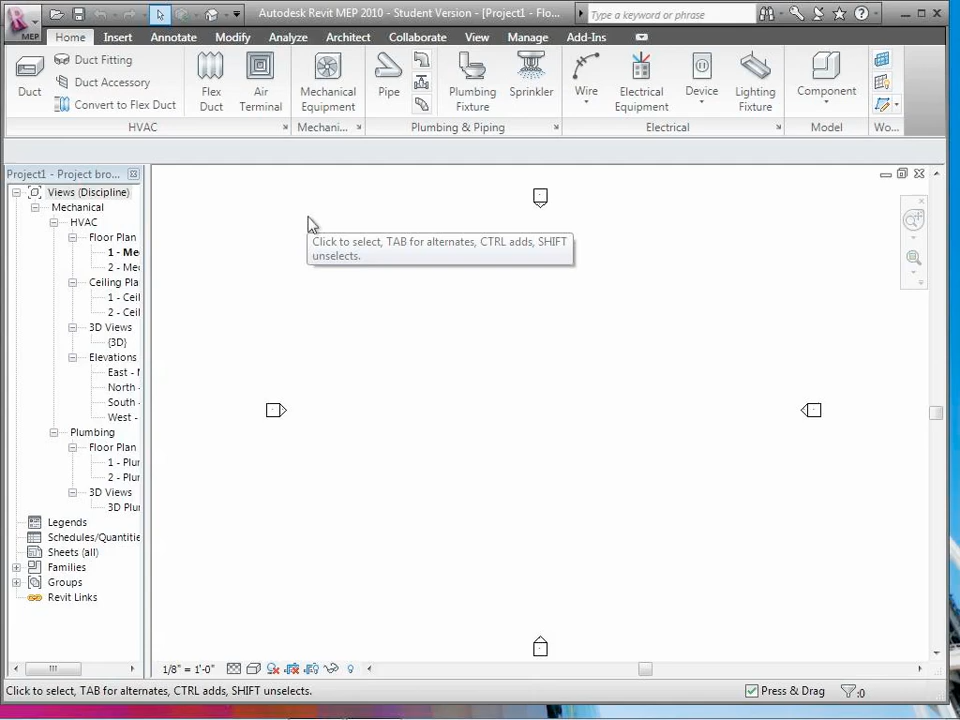 Autodesk Revit MEP 2010 - Student Version - [Project1 - Flo...
Type a keyword or phrase
MEP
Home Insert Annotate Modify Analyze Architect Collaborate View Manage Add-Ins
Duct
Duct Fitting
Duct Accessory
Convert to Flex Duct
Flex Duct
Air Terminal
Mechanical Equipment
Pipe
Plumbing Fixture
Sprinkler
Wire
Electrical Equipment
Device
Lighting Fixture
Component
HVAC Mechani... Plumbing & Piping Electrical Model Wo...
Project1 - Project bro...
Views (Discipline)
Mechanical
HVAC
Floor Plan
1 - Me
2 - Mec
Ceiling Pla
1 - Ceil
2 - Ceil
3D Views
{3D}
Elevations
East - M
North -
South -
West -
Plumbing
Floor Plan
1 - Plur
2 - Plur
3D Views
3D Plur
Legends
Schedules/Quantitie
Sheets (all)
Families
Groups
Revit Links
Click to select, TAB for alternates, CTRL adds, SHIFT
unselects.
1/8" = 1'-0"
Click to select, TAB for alternates, CTRL adds, SHIFT unselects.
Press & Drag
:0